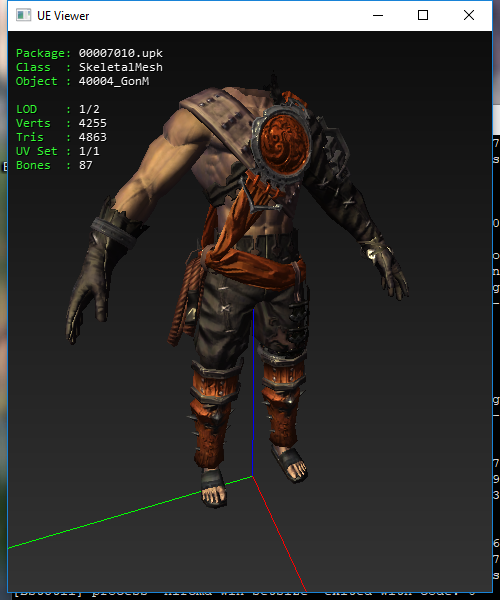 UE Viewer
Package: 00007010.upk
Class  : SkeletalMesh
Object : 40004_GonM
LOD    : 1/2
Verts  : 4255
Tris   : 4863
UV Set : 1/1
Bones  : 87